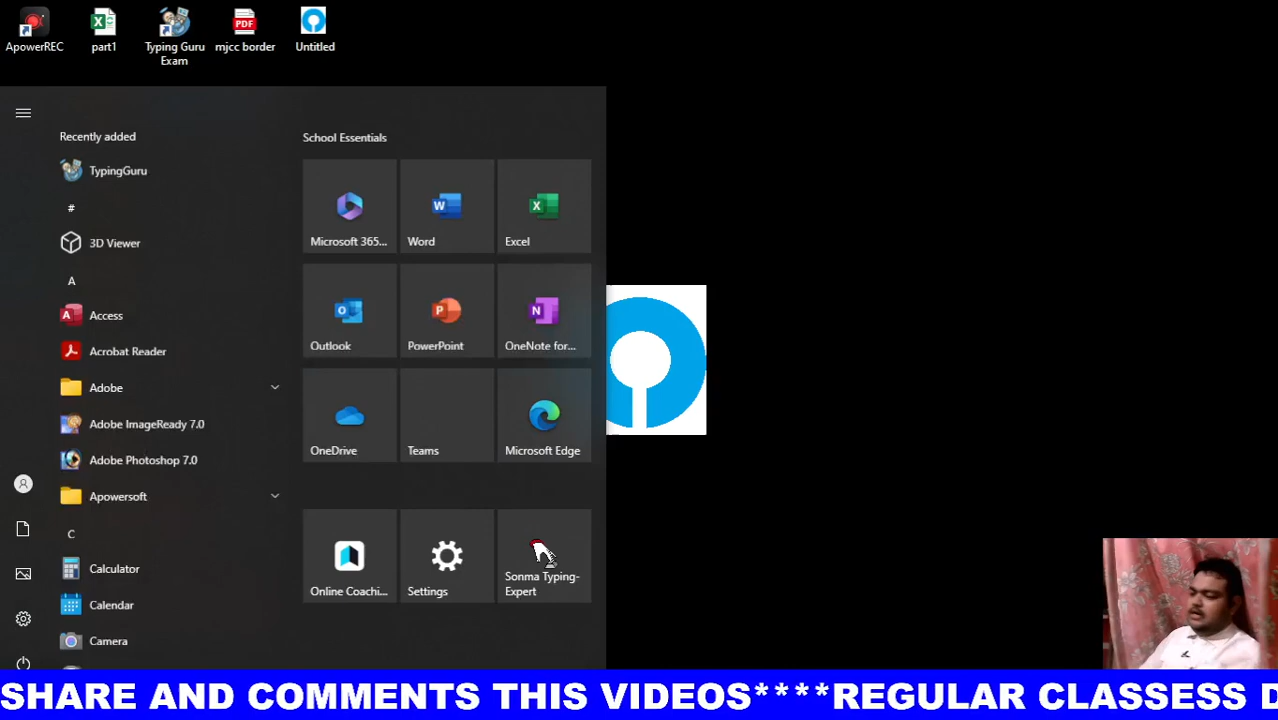 ApowerREC
part1
Typing Guru
Exam
mjcc border
Untitled
Recently added
TypingGuru
#
3D Viewer
A
Access
Acrobat Reader
Adobe
Adobe ImageReady 7.0
Adobe Photoshop 7.0
Apowersoft
C
Calculator
Calendar
Camera
School Essentials
Microsoft 365...
Word
Excel
Outlook
PowerPoint
OneNote for...
OneDrive
Teams
Microsoft Edge
Online Coachi...
Settings
Sonma Typing-
Expert
SHARE AND COMMENTS THIS VIDEOS****REGULAR CLASSESS D